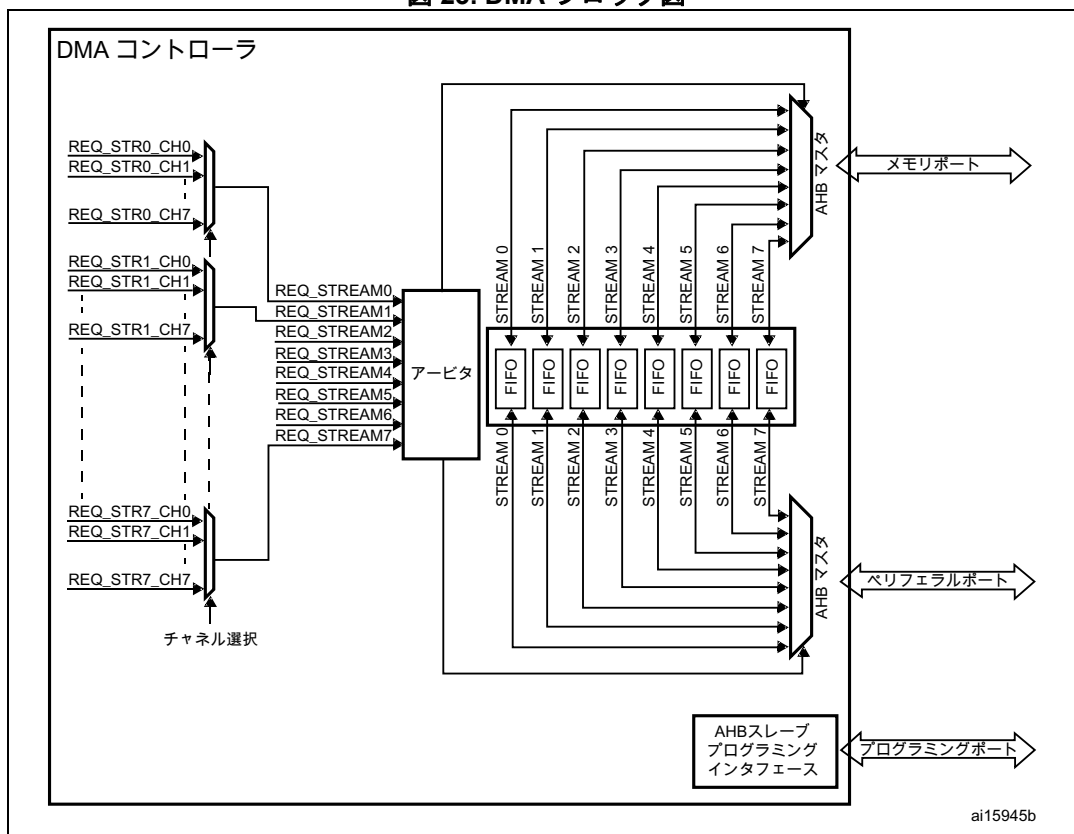 DMA コントローラ
REQ_STR0_CH0
REQ_STR0_CH1
REQ_STR0_CH7
REQ_STR1_CH0
REQ_STR1_CH1
REQ_STR1_CH7
REQ_STR7_CH0
REQ_STR7_CH1
REQ_STR7_CH7
チャネル選択
REQ_STREAM0
REQ_STREAM1
REQ_STREAM2
REQ_STREAM3
REQ_STREAM4
REQ_STREAM5
REQ_STREAM6
REQ_STREAM7
アービタ
STREAM 0
STREAM 1
STREAM 2
STREAM 3
STREAM 4
STREAM 5
STREAM 6
STREAM 7
FIFO
FIFO
FIFO
FIFO
FIFO
FIFO
FIFO
FIFO
STREAM 0
STREAM 1
STREAM 2
STREAM 3
STREAM 4
STREAM 5
STREAM 6
STREAM 7
AHB マスタ
メモリポート
AHB マスタ
ペリフェラルポート
AHBスレーブ
プログラミング
インタフェース
プログラミングポート
ai15945b